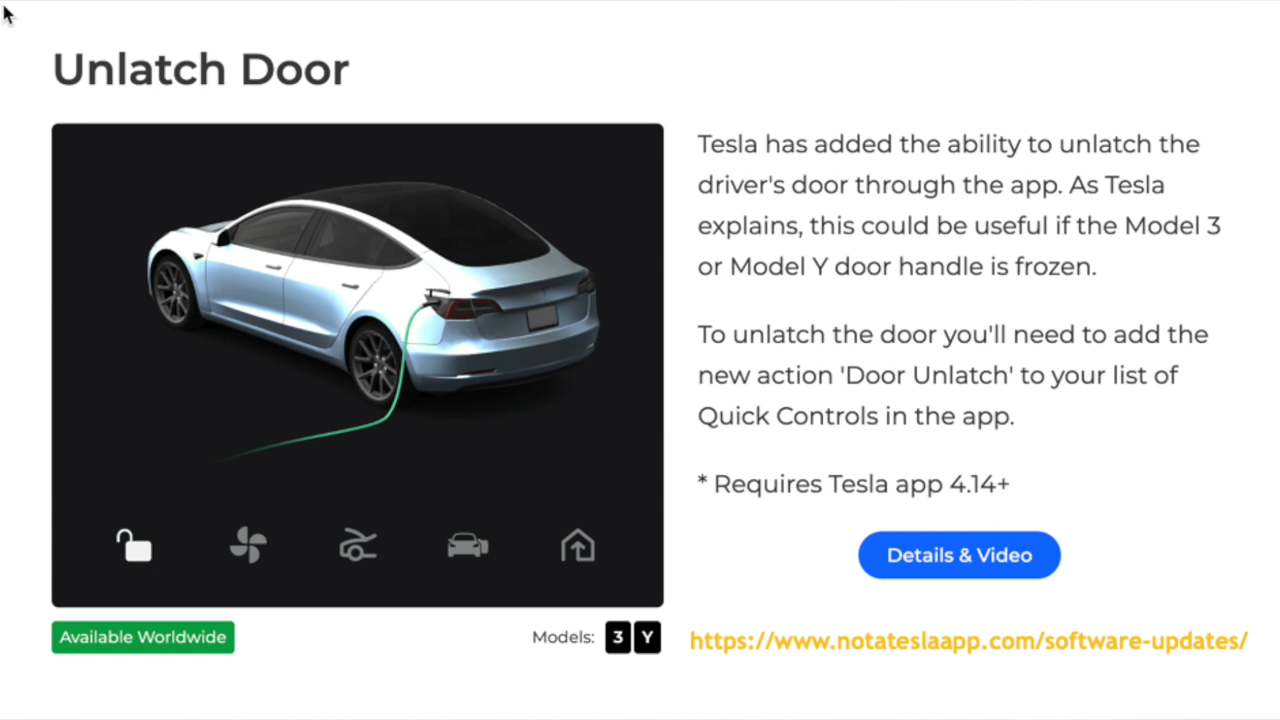 Unlatch Door
Tesla has added the ability to unlatch the
driver's door through the app. As Tesla
explains, this could be useful if the Model 3
or Model Y door handle is frozen.
To unlatch the door you'll need to add the
new action 'Door Unlatch' to your list of
Quick Controls in the app.
* Requires Tesla app 4.14+
Details & Video
Available Worldwide
Models: 3 Y
https://www.notateslaapp.com/software-updates/